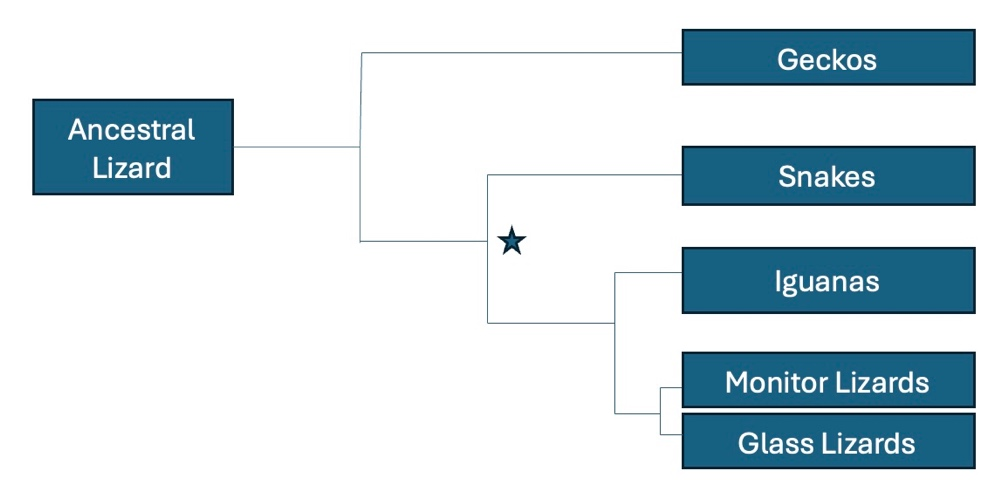 Geckos
Ancestral
Lizard
Snakes
Iguanas
Monitor Lizards
Glass Lizards